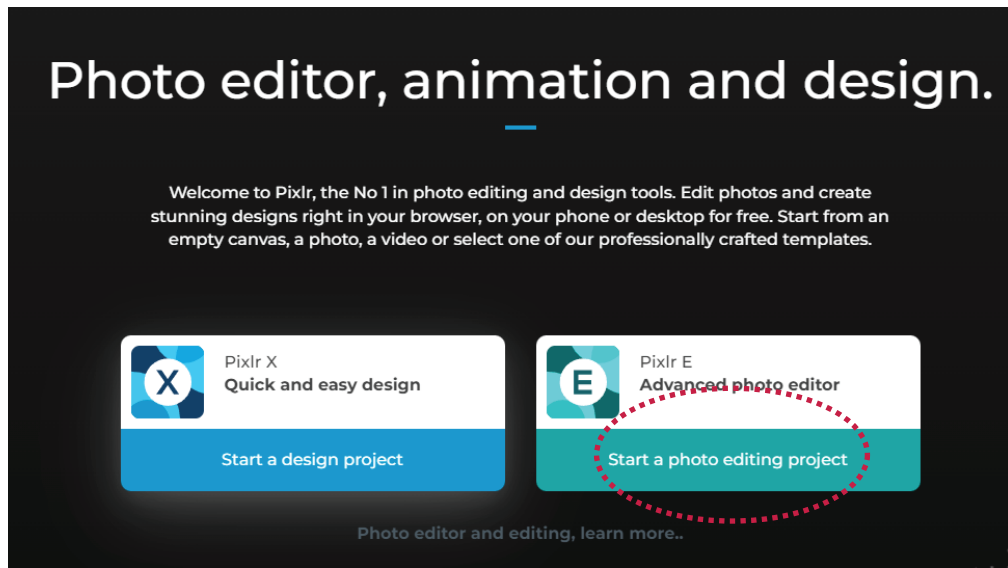 Photo editor, animation and design.
Welcome to Pixlr, the No 1 in photo editing and design tools. Edit photos and create
stunning designs right in your browser, on your phone or desktop for free. Start from an
empty canvas, a photo, a video or select one of our professionally crafted templates.
X
Pixlr X
Quick and easy design
Start a design project
E
Pixlr E
Advanced photo editor
Start a photo editing project
Photo editor and editing, learn more..